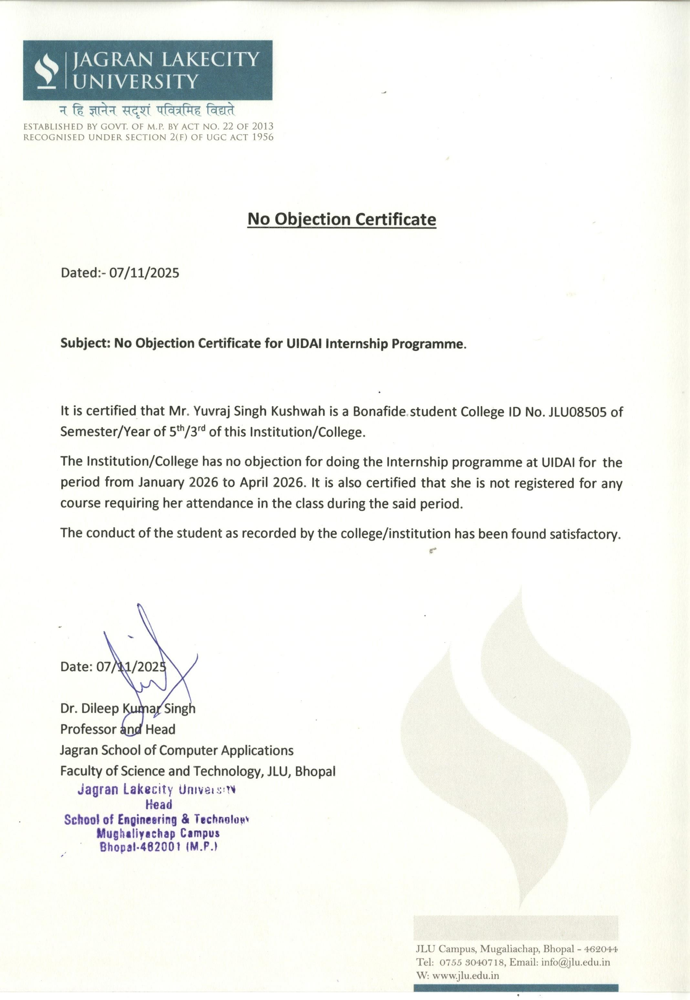 JAGRAN LAKECITY
UNIVERSITY
न हि ज्ञानेन सदृशं पवित्रमिह विद्यते
ESTABLISHED BY GOVT. OF M.P. BY ACT NO. 22 OF 2013
RECOGNISED UNDER SECTION 2(F) OF UGC ACT 1956
No Objection Certificate
Dated:- 07/11/2025
Subject: No Objection Certificate for UIDAI Internship Programme.
It is certified that Mr. Yuvraj Singh Kushwah is a Bonafide student College ID No. JLU08505 of
Semester/Year of 5th/3rd of this Institution/College.
The Institution/College has no objection for doing the Internship programme at UIDAI for the
period from January 2026 to April 2026. It is also certified that she is not registered for any
course requiring her attendance in the class during the said period.
The conduct of the student as recorded by the college/institution has been found satisfactory.
Date: 07/11/2025
Dr. Dileep Kumar Singh
Professor and Head
Jagran School of Computer Applications
Faculty of Science and Technology, JLU, Bhopal
Jagran Lakecity University
Head
School of Engineering & Technology
Mughaliyachap Campus
Bhopal-462001 (M.P.)
JLU Campus, Mugaliachap, Bhopal - 462044
Tel: 0755 3040718, Email: info@jlu.edu.in
W: www.jlu.edu.in